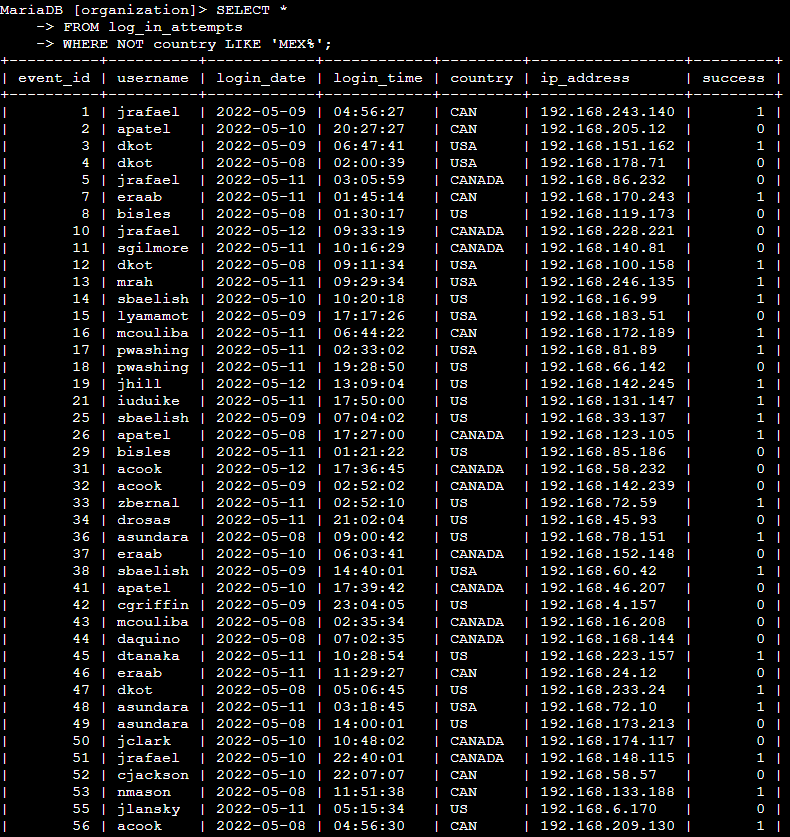 MariaDB [organization]> SELECT *
    -> FROM log_in_attempts
    -> WHERE NOT country LIKE 'MEX%';
+----------+----------+------------+------------+---------+-----------------+---------+
| event_id | username | login_date | login_time | country | ip_address      | success |
+----------+----------+------------+------------+---------+-----------------+---------+
|        1 | jrafael  | 2022-05-09 | 04:56:27   | CAN     | 192.168.243.140 |       1 |
|        2 | apatel   | 2022-05-10 | 20:27:27   | CAN     | 192.168.205.12  |       0 |
|        3 | dkot     | 2022-05-09 | 06:47:41   | USA     | 192.168.151.162 |       1 |
|        4 | dkot     | 2022-05-08 | 02:00:39   | USA     | 192.168.178.71  |       0 |
|        5 | jrafael  | 2022-05-11 | 03:05:59   | CANADA  | 192.168.86.232  |       0 |
|        7 | eraab    | 2022-05-11 | 01:45:14   | CAN     | 192.168.170.243 |       1 |
|        8 | bisles   | 2022-05-08 | 01:30:17   | US      | 192.168.119.173 |       0 |
|       10 | jrafael  | 2022-05-12 | 09:33:19   | CANADA  | 192.168.228.221 |       0 |
|       11 | sgilmore | 2022-05-11 | 10:16:29   | CANADA  | 192.168.140.81  |       0 |
|       12 | dkot     | 2022-05-08 | 09:11:34   | USA     | 192.168.100.158 |       1 |
|       13 | mrah     | 2022-05-11 | 09:29:34   | USA     | 192.168.246.135 |       1 |
|       14 | sbaelish | 2022-05-10 | 10:20:18   | US      | 192.168.16.99   |       1 |
|       15 | lyamamot | 2022-05-09 | 17:17:26   | USA     | 192.168.183.51  |       0 |
|       16 | mcouliba | 2022-05-11 | 06:44:22   | CAN     | 192.168.172.189 |       1 |
|       17 | pwashing | 2022-05-11 | 02:33:02   | USA     | 192.168.81.89   |       1 |
|       18 | pwashing | 2022-05-11 | 19:28:50   | US      | 192.168.66.142  |       0 |
|       19 | jhill    | 2022-05-12 | 13:09:04   | US      | 192.168.142.245 |       1 |
|       21 | iuduike  | 2022-05-11 | 17:50:00   | US      | 192.168.131.147 |       1 |
|       25 | sbaelish | 2022-05-09 | 07:04:02   | US      | 192.168.33.137  |       1 |
|       26 | apatel   | 2022-05-08 | 17:27:00   | CANADA  | 192.168.123.105 |       1 |
|       29 | bisles   | 2022-05-11 | 01:21:22   | US      | 192.168.85.186  |       0 |
|       31 | acook    | 2022-05-12 | 17:36:45   | CANADA  | 192.168.58.232  |       0 |
|       32 | acook    | 2022-05-09 | 02:52:02   | CANADA  | 192.168.142.239 |       0 |
|       33 | zbernal  | 2022-05-11 | 02:52:10   | US      | 192.168.72.59   |       1 |
|       34 | drosas   | 2022-05-11 | 21:02:04   | US      | 192.168.45.93   |       0 |
|       36 | asundara | 2022-05-08 | 09:00:42   | US      | 192.168.78.151  |       1 |
|       37 | eraab    | 2022-05-10 | 06:03:41   | CANADA  | 192.168.152.148 |       0 |
|       38 | sbaelish | 2022-05-09 | 14:40:01   | USA     | 192.168.60.42   |       1 |
|       41 | apatel   | 2022-05-10 | 17:39:42   | CANADA  | 192.168.46.207  |       0 |
|       42 | cgriffin | 2022-05-09 | 23:04:05   | US      | 192.168.4.157   |       0 |
|       43 | mcouliba | 2022-05-08 | 02:35:34   | CANADA  | 192.168.16.208  |       0 |
|       44 | daquino  | 2022-05-08 | 07:02:35   | CANADA  | 192.168.168.144 |       0 |
|       45 | dtanaka  | 2022-05-11 | 10:28:54   | US      | 192.168.223.157 |       1 |
|       46 | eraab    | 2022-05-11 | 11:29:27   | CAN     | 192.168.24.12   |       0 |
|       47 | dkot     | 2022-05-08 | 05:06:45   | US      | 192.168.233.24  |       1 |
|       48 | asundara | 2022-05-11 | 03:18:45   | USA     | 192.168.72.10   |       1 |
|       49 | asundara | 2022-05-08 | 14:00:01   | US      | 192.168.173.213 |       0 |
|       50 | jclark   | 2022-05-10 | 10:48:02   | CANADA  | 192.168.174.117 |       0 |
|       51 | jrafael  | 2022-05-10 | 22:40:01   | CANADA  | 192.168.148.115 |       1 |
|       52 | cjackson | 2022-05-10 | 22:07:07   | CAN     | 192.168.58.57   |       0 |
|       53 | nmason   | 2022-05-08 | 11:51:38   | CAN     | 192.168.133.188 |       1 |
|       55 | jlansky  | 2022-05-11 | 05:15:34   | US      | 192.168.6.170   |       0 |
|       56 | acook    | 2022-05-08 | 04:56:30   | CAN     | 192.168.209.130 |       1 |